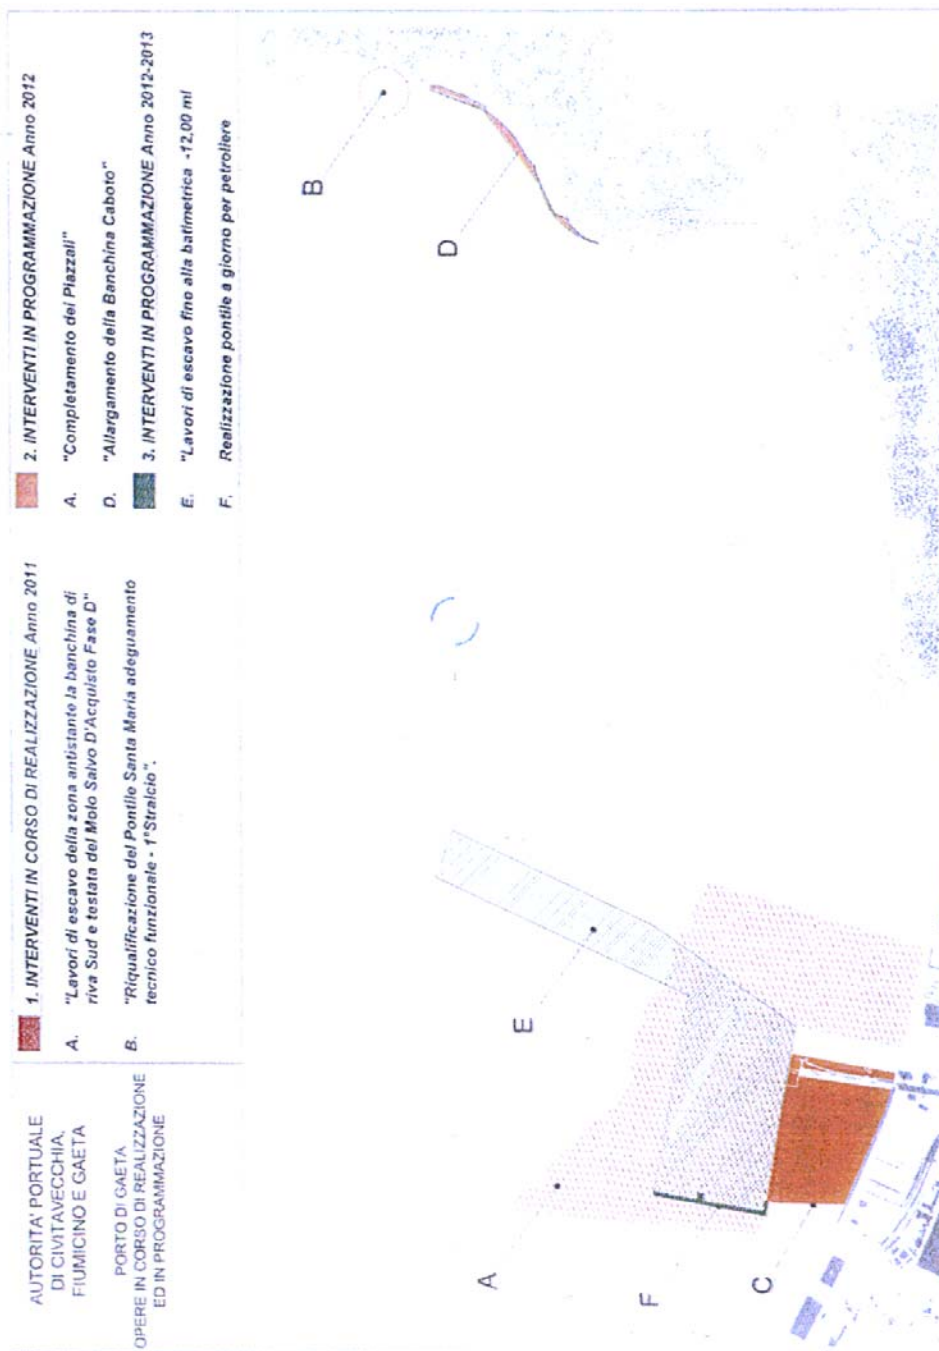 AUTORITA' PORTUALE
DI CIVITAVECCHIA,
FIUMICINO E GAETA
PORTO DI GAETA
OPERE IN CORSO DI REALIZZAZIONE
ED IN PROGRAMMAZIONE
1. INTERVENTI IN CORSO DI REALIZZAZIONE Anno 2011
A. "Lavori di escavo della zona antistante la banchina di
riva Sud e testata del Molo Salvo D'Acquisto Fase D"
B. "Riqualificazione del Pontile Santa Maria adeguamento
tecnico funzionale - 1°Stralcio".
2. INTERVENTI IN PROGRAMMAZIONE Anno 2012
A. "Completamento dei Piazzali"
D. "Allargamento della Banchina Caboto"
3. INTERVENTI IN PROGRAMMAZIONE Anno 2012-2013
E. "Lavori di escavo fino alla batimetrica -12,00 ml
F. Realizzazione pontile a giorno per petroliere
B
D
E
A
F
C